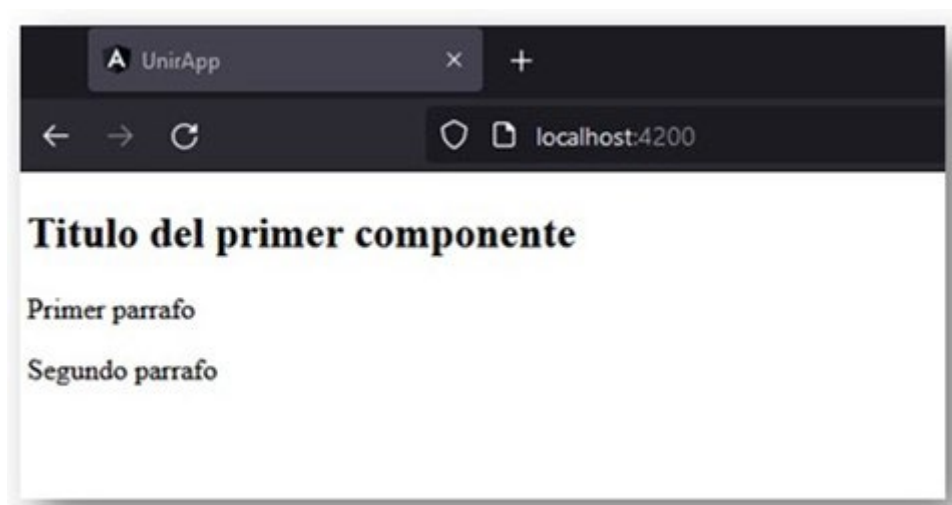 UnirApp
localhost:4200
Titulo del primer componente
Primer parrafo
Segundo parrafo